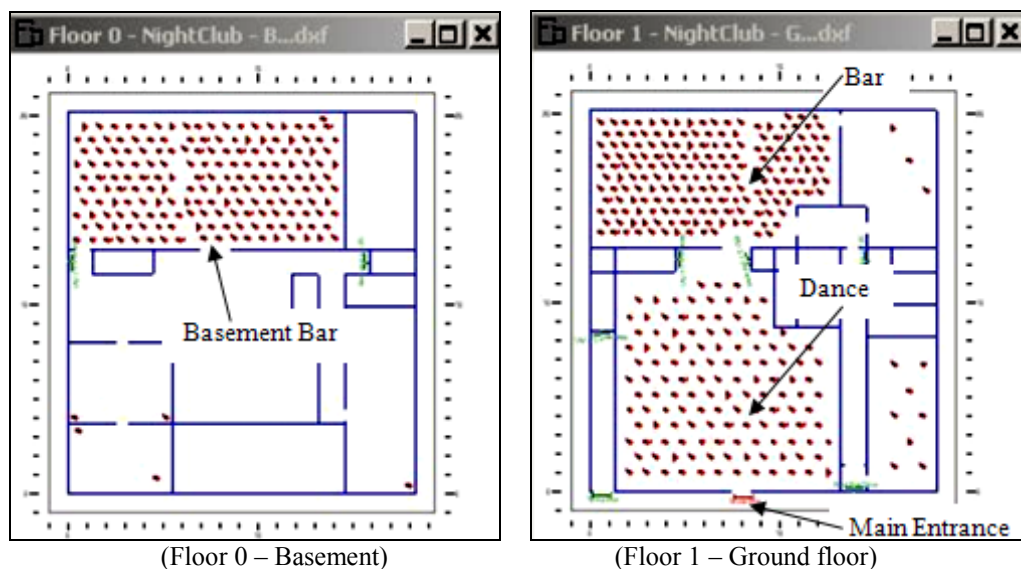 Floor 0 - NightClub - B...dxf
Floor 1 - NightClub - G...dxf
Bar
Basement Bar
Dance
Main Entrance
(Floor 0 – Basement)
(Floor 1 – Ground floor)